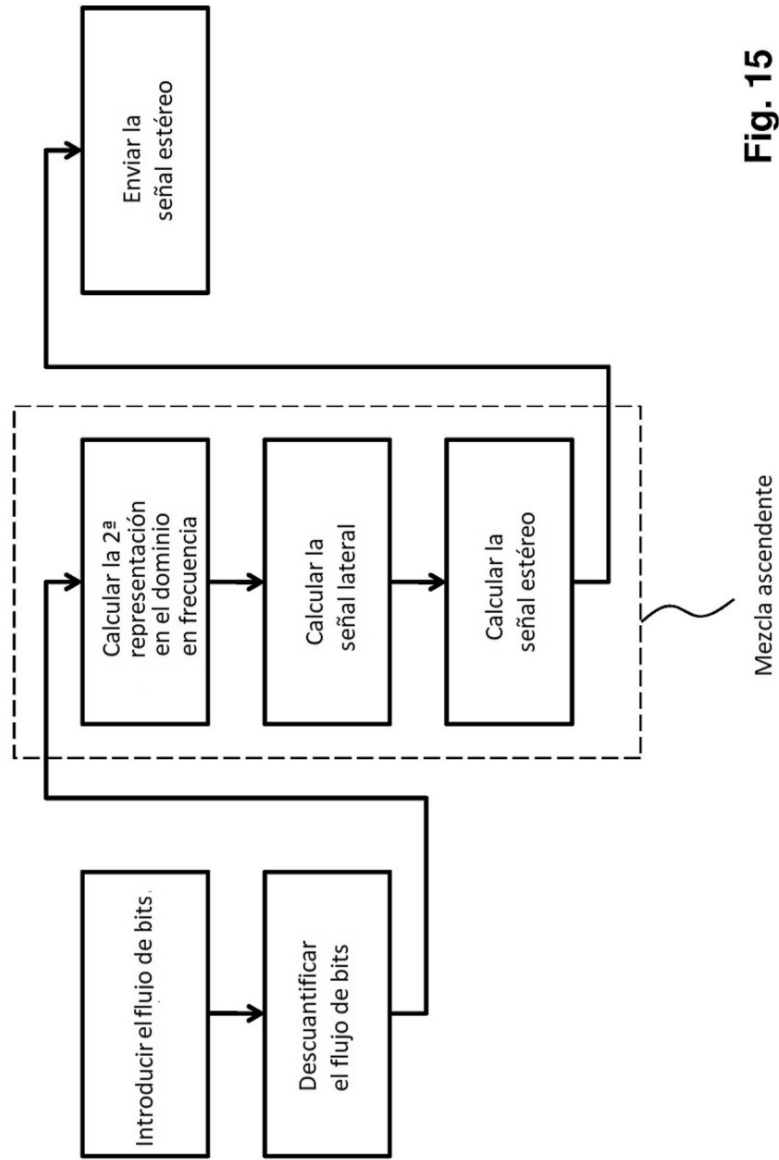 Introducir el flujo de bits
Descuantificar
el flujo de bits
Calcular la 2ª
representación
en el dominio
en frecuencia
Calcular la
señal lateral
Calcular la
señal estéreo
Mezcla ascendente
Enviar la
señal estéreo
Fig. 15